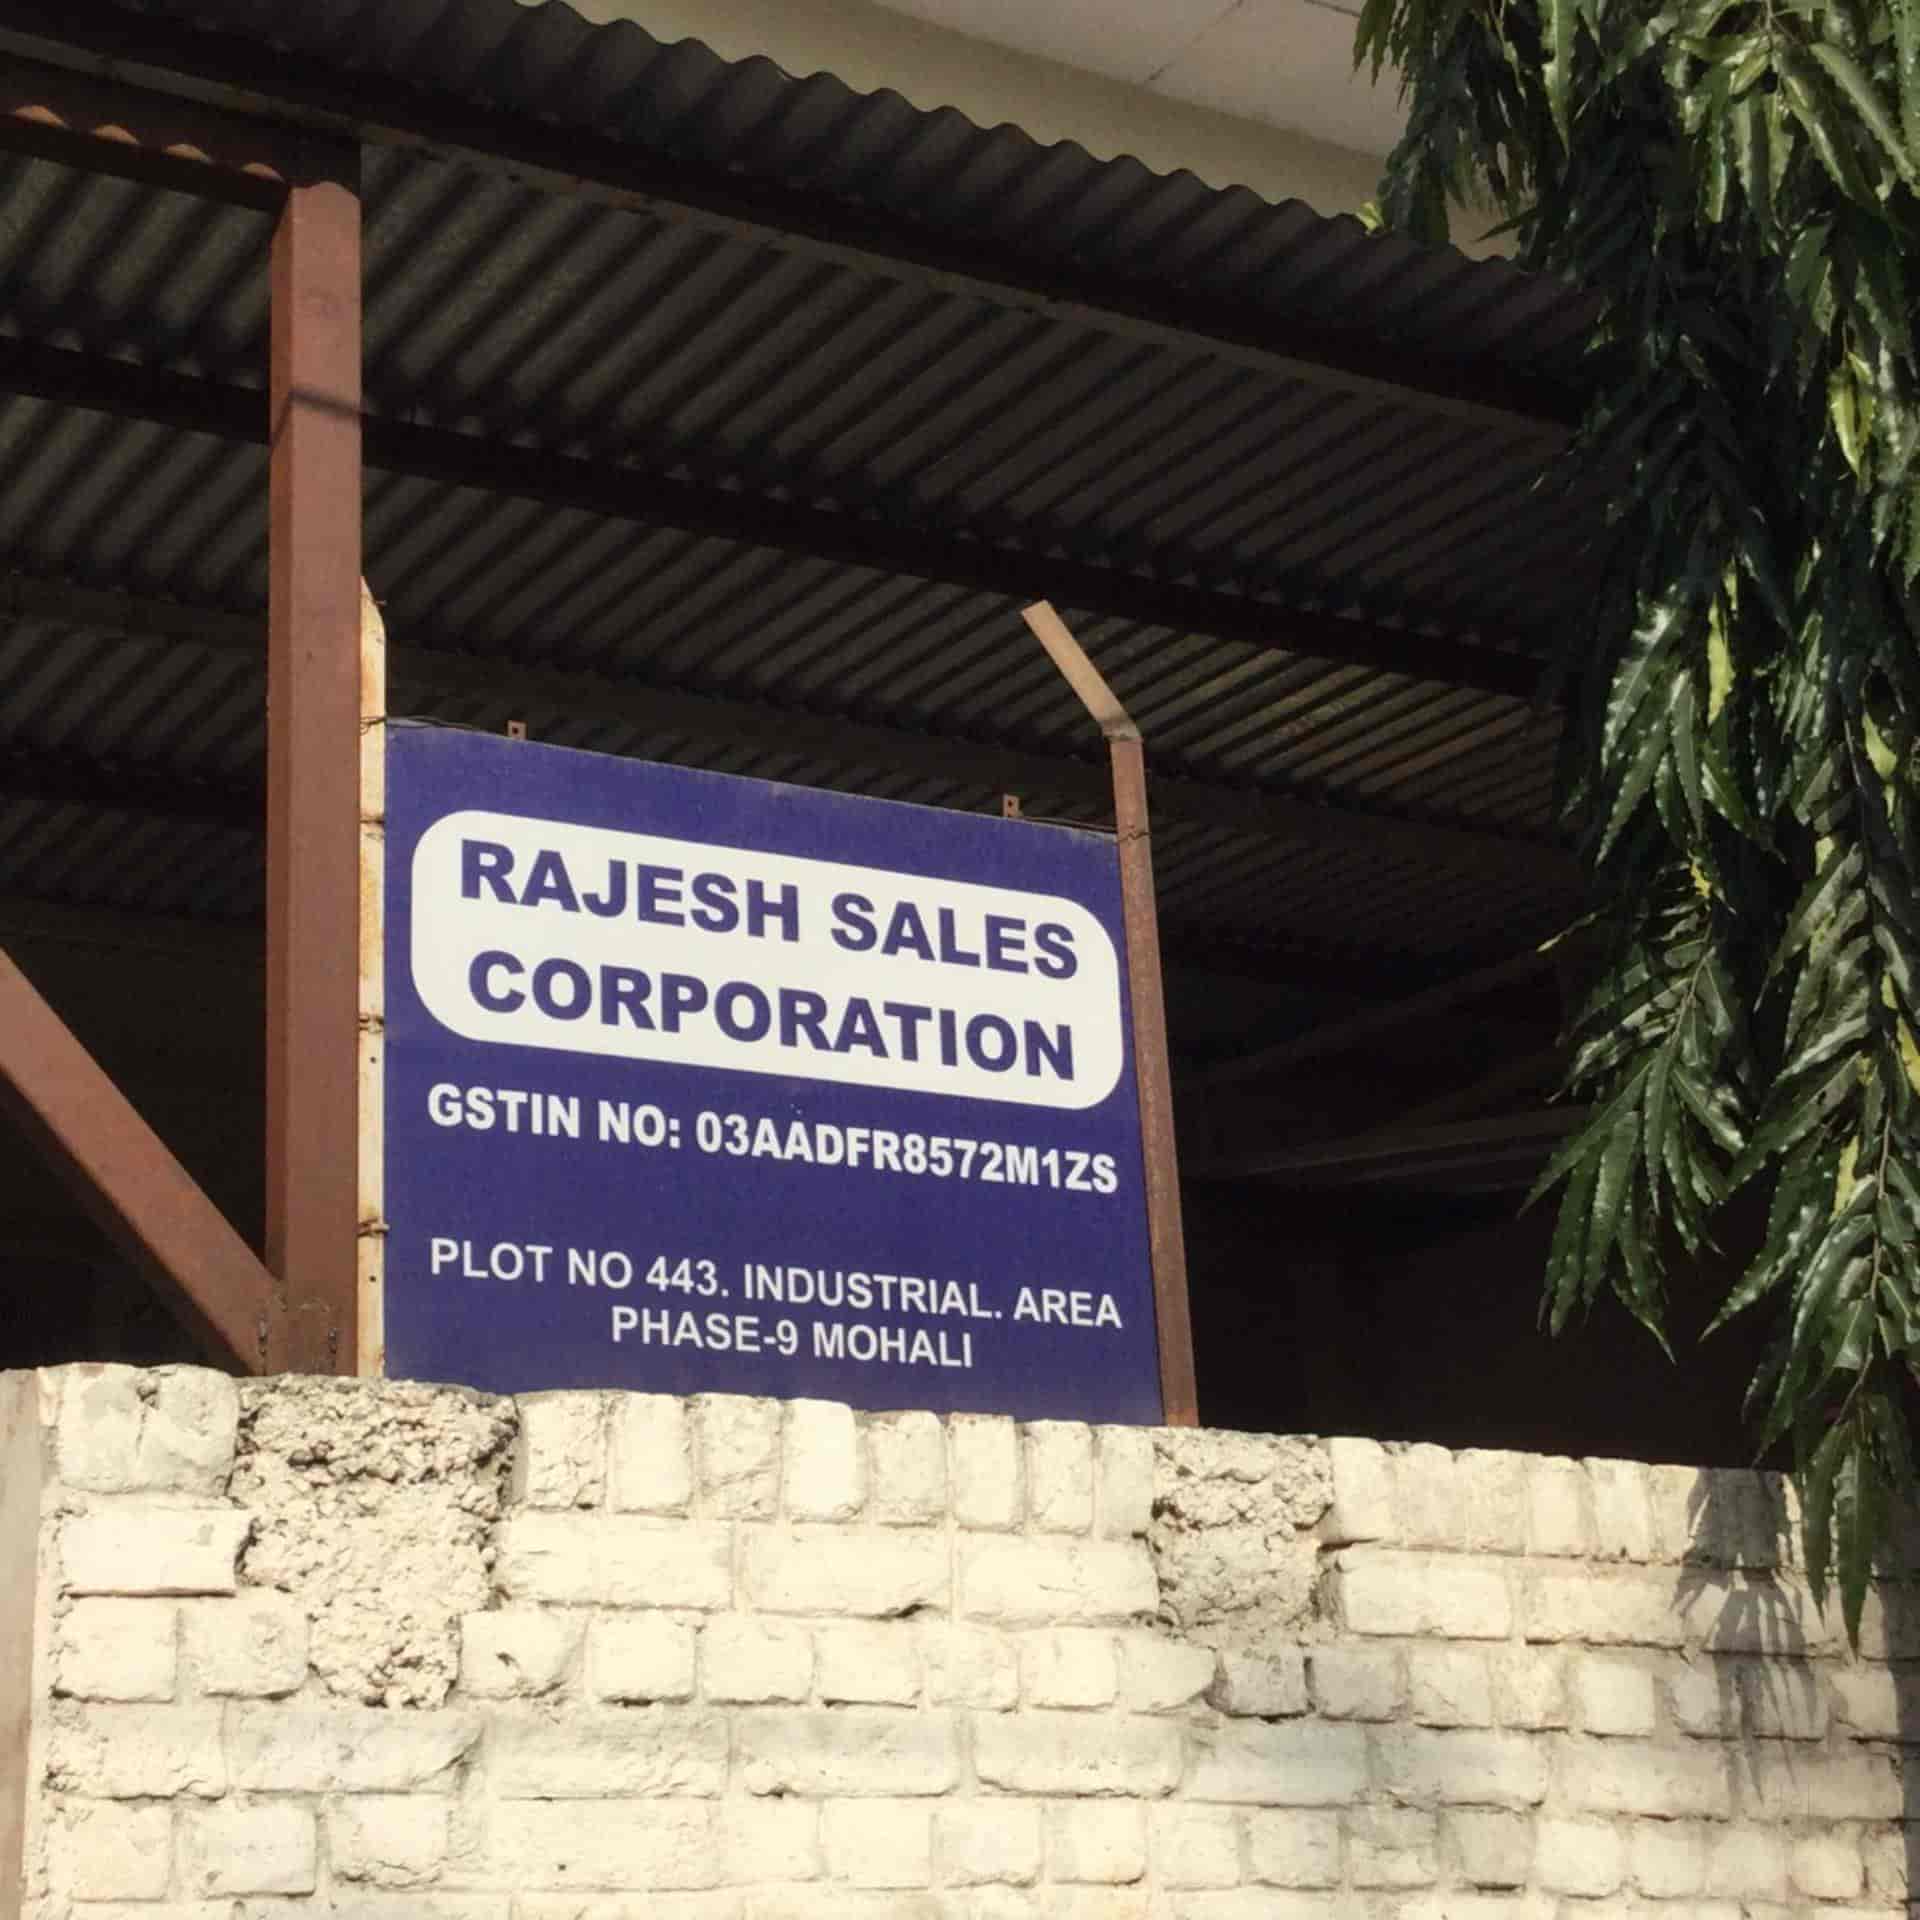 RAJESH SALES
CORPORATION
GSTIN NO: 03AADFR8572M1ZS
PLOT NO 443. INDUSTRIAL. AREA
PHASE-9 MOHALI